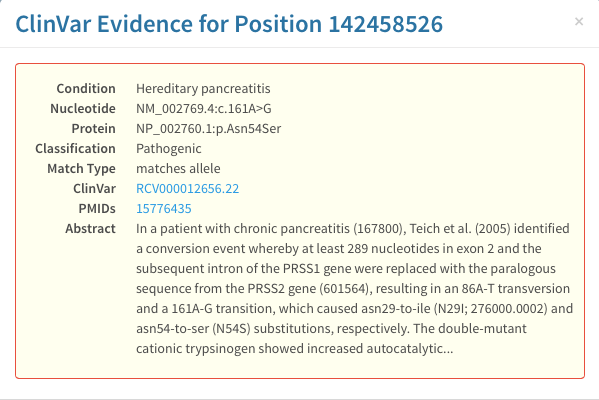 ClinVar Evidence for Position 142458526 ×
Condition Hereditary pancreatitis
Nucleotide NM_002769.4:c.161A>G
Protein NP_002760.1:p.Asn54Ser
Classification Pathogenic
Match Type matches allele
ClinVar RCV000012656.22
PMIDs 15776435
Abstract In a patient with chronic pancreatitis (167800), Teich et al. (2005) identified
a conversion event whereby at least 289 nucleotides in exon 2 and the
subsequent intron of the PRSS1 gene were replaced with the paralogous
sequence from the PRSS2 gene (601564), resulting in an 86A-T transversion
and a 161A-G transition, which caused asn29-to-ile (N29I; 276000.0002) and
asn54-to-ser (N54S) substitutions, respectively. The double-mutant
cationic trypsinogen showed increased autocatalytic...